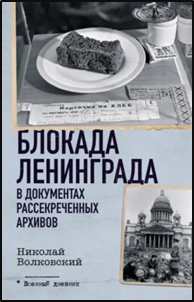 Карточка на ХЛЕБ
БЛОКАДА
ЛЕНИНГРАДА
В ДОКУМЕНТАХ
РАССЕКРЕЧЕННЫХ
АРХИВОВ
Николай
Волковский
* Военный дневник